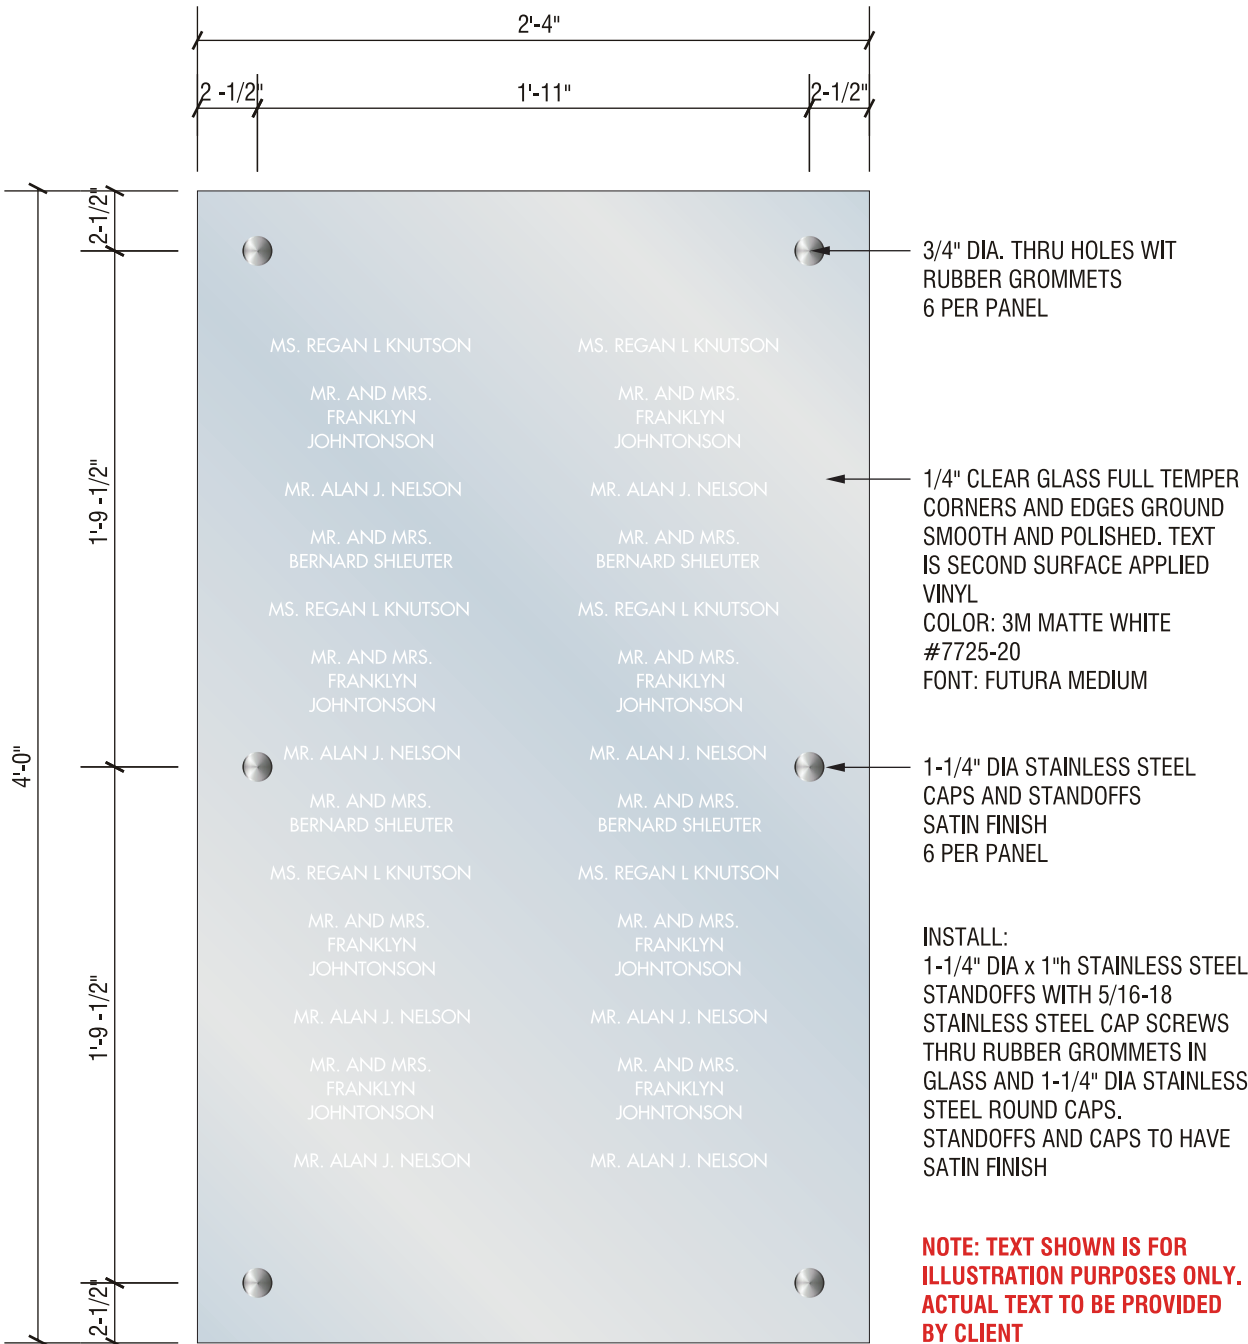 2'-4"
2 -1/2" 1'-11" 2-1/2"
2-1/2"
1'-9 -1/2"
4'-0"
1'-9 -1/2"
2-1/2"
MS. REGAN L KNUTSON
MR. AND MRS.
FRANKLYN
JOHNTONSON
MR. ALAN J. NELSON
MR. AND MRS.
BERNARD SHLEUTER
MS. REGAN L KNUTSON
MR. AND MRS.
FRANKLYN
JOHNTONSON
MR. ALAN J. NELSON
MR. AND MRS.
BERNARD SHLEUTER
MS. REGAN L KNUTSON
MR. AND MRS.
FRANKLYN
JOHNTONSON
MR. ALAN J. NELSON
MR. AND MRS.
FRANKLYN
JOHNTONSON
MR. ALAN J. NELSON
MS. REGAN L KNUTSON
MR. AND MRS.
FRANKLYN
JOHNTONSON
MR. ALAN J. NELSON
MR. AND MRS.
BERNARD SHLEUTER
MS. REGAN L KNUTSON
MR. AND MRS.
FRANKLYN
JOHNTONSON
MR. ALAN J. NELSON
MR. AND MRS.
BERNARD SHLEUTER
MS. REGAN L KNUTSON
MR. AND MRS.
FRANKLYN
JOHNTONSON
MR. ALAN J. NELSON
MR. AND MRS.
FRANKLYN
JOHNTONSON
MR. ALAN J. NELSON
3/4" DIA. THRU HOLES WIT
RUBBER GROMMETS
6 PER PANEL
1/4" CLEAR GLASS FULL TEMPER
CORNERS AND EDGES GROUND
SMOOTH AND POLISHED. TEXT
IS SECOND SURFACE APPLIED
VINYL
COLOR: 3M MATTE WHITE
#7725-20
FONT: FUTURA MEDIUM
1-1/4" DIA STAINLESS STEEL
CAPS AND STANDOFFS
SATIN FINISH
6 PER PANEL
INSTALL:
1-1/4" DIA x 1"h STAINLESS STEEL
STANDOFFS WITH 5/16-18
STAINLESS STEEL CAP SCREWS
THRU RUBBER GROMMETS IN
GLASS AND 1-1/4" DIA STAINLESS
STEEL ROUND CAPS.
STANDOFFS AND CAPS TO HAVE
SATIN FINISH
NOTE: TEXT SHOWN IS FOR
ILLUSTRATION PURPOSES ONLY.
ACTUAL TEXT TO BE PROVIDED
BY CLIENT